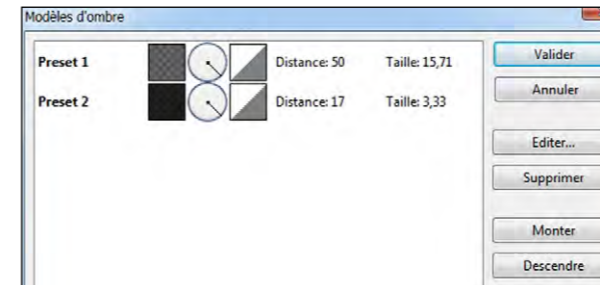 Modèles d'ombre
Preset 1 Distance: 50 Taille: 15,71
Preset 2 Distance: 17 Taille: 3,33
Valider
Annuler
Editer...
Supprimer
Monter
Descendre